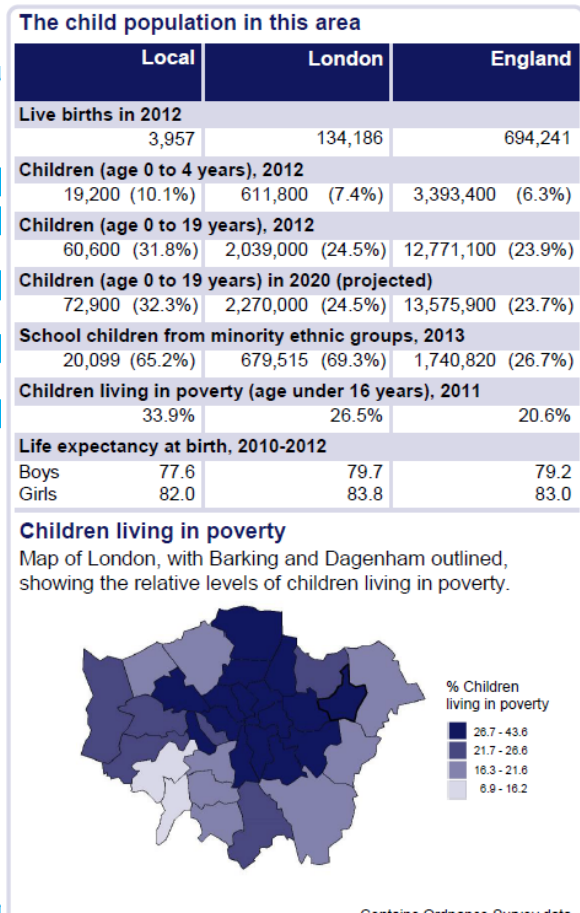 The child population in this area
Local London England
Live births in 2012
3,957 134,186 694,241
Children (age 0 to 4 years), 2012
19,200 (10.1%) 611,800 (7.4%) 3,393,400 (6.3%)
Children (age 0 to 19 years), 2012
60,600 (31.8%) 2,039,000 (24.5%) 12,771,100 (23.9%)
Children (age 0 to 19 years) in 2020 (projected)
72,900 (32.3%) 2,270,000 (24.5%) 13,575,900 (23.7%)
School children from minority ethnic groups, 2013
20,099 (65.2%) 679,515 (69.3%) 1,740,820 (26.7%)
Children living in poverty (age under 16 years), 2011
33.9% 26.5% 20.6%
Life expectancy at birth, 2010-2012
Boys 77.6 79.7 79.2
Girls 82.0 83.8 83.0
Children living in poverty
Map of London, with Barking and Dagenham outlined,
showing the relative levels of children living in poverty.
% Children
living in poverty
26.7 - 43.6
21.7 - 26.6
16.3 - 21.6
6.9 - 16.2
Contains Ordnance Survey data